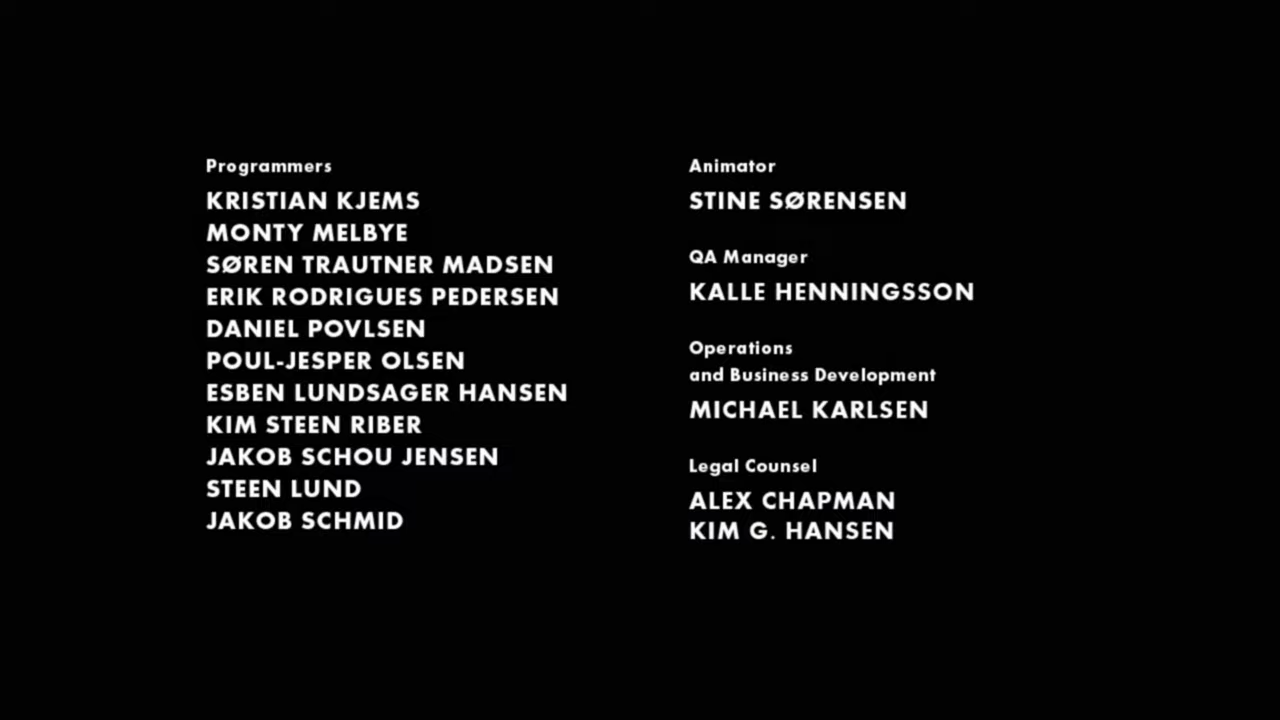 Programmers
KRISTIAN KJEMS
MONTY MELBYE
SØREN TRAUTNER MADSEN
ERIK RODRIGUES PEDERSEN
DANIEL POVLSEN
POUL-JESPER OLSEN
ESBEN LUNDSAGER HANSEN
KIM STEEN RIBER
JAKOB SCHOU JENSEN
STEEN LUND
JAKOB SCHMID
Animator
STINE SØRENSEN
QA Manager
KALLE HENNINGSSON
Operations
and Business Development
MICHAEL KARLSEN
Legal Counsel
ALEX CHAPMAN
KIM G. HANSEN